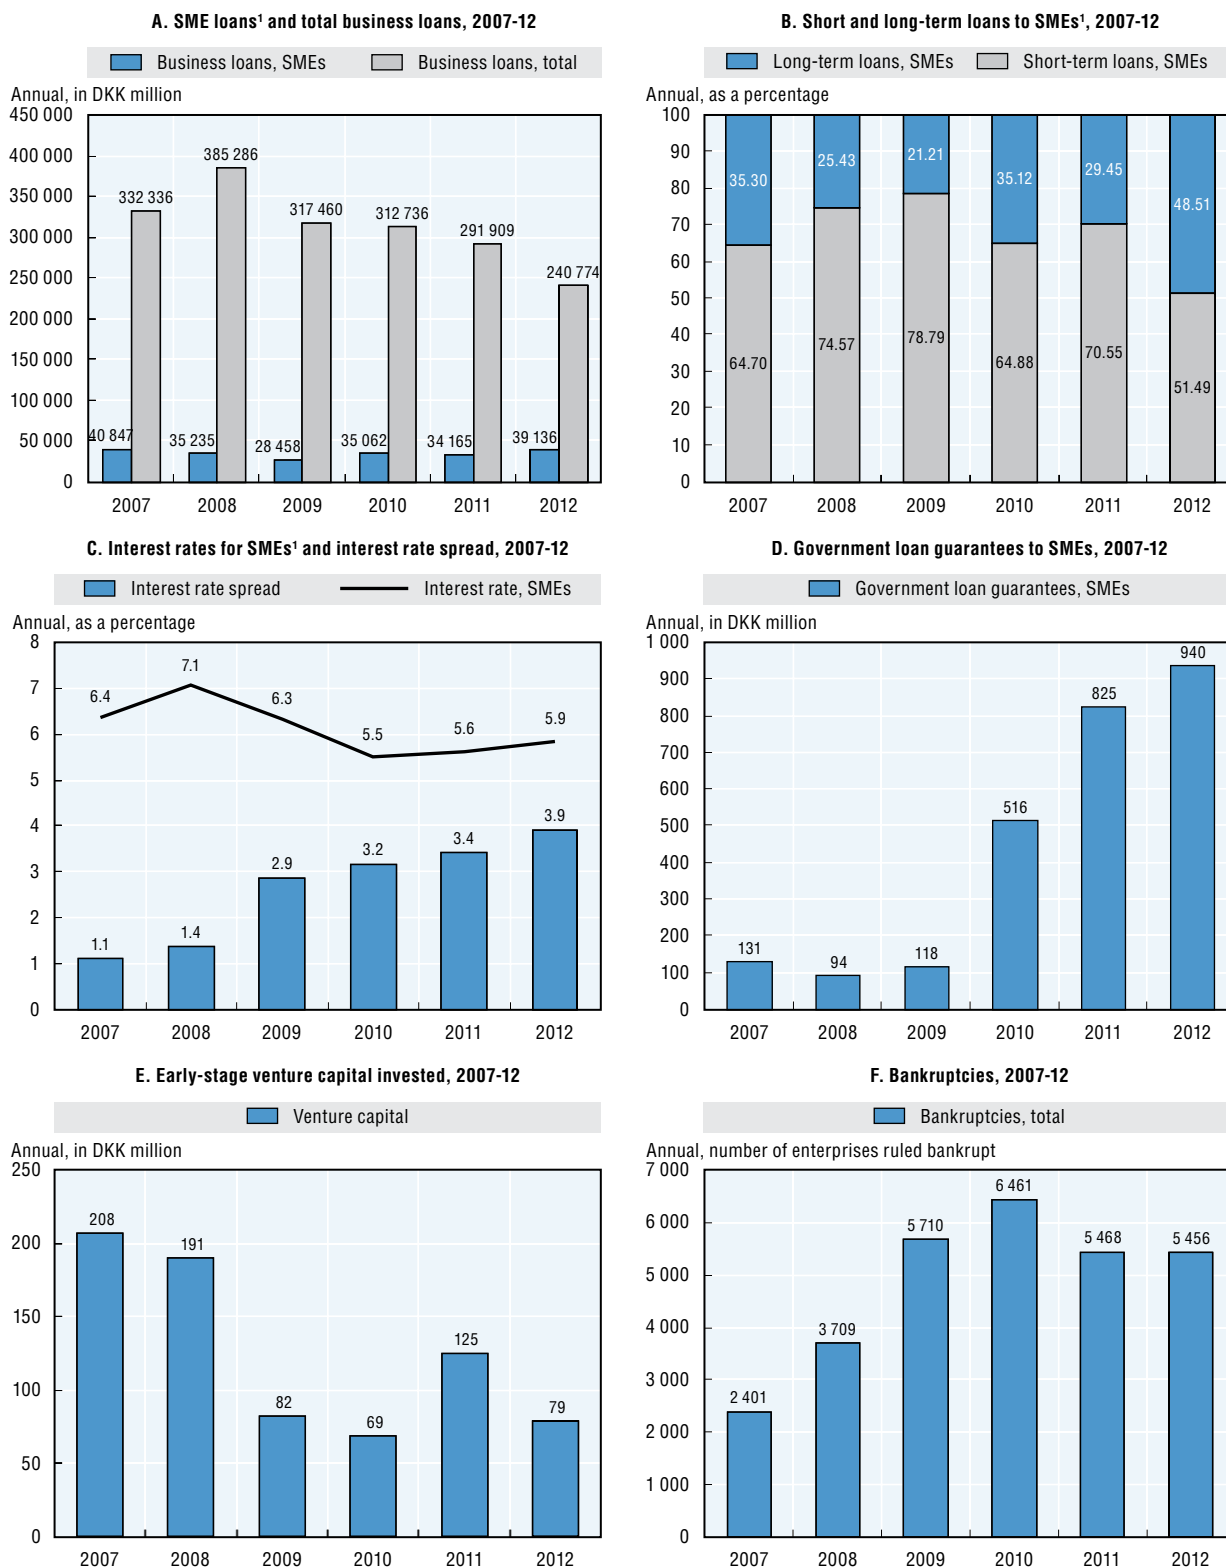 A. SME loans¹ and total business loans, 2007-12
Business loans, SMEs Business loans, total
Annual, in DKK million
450 000
400 000
350 000
300 000
250 000
200 000
150 000
100 000
50 000
0
40 847 332 336 35 235 385 286 28 458 317 460 35 062 312 736 34 165 291 909 39 136 240 774
2007 2008 2009 2010 2011 2012
B. Short and long-term loans to SMEs¹, 2007-12
Long-term loans, SMEs Short-term loans, SMEs
Annual, as a percentage
100
90
80
70
60
50
40
30
20
10
0
35.30 25.43 21.21 35.12 29.45 48.51
64.70 74.57 78.79 64.88 70.55 51.49
2007 2008 2009 2010 2011 2012
C. Interest rates for SMEs¹ and interest rate spread, 2007-12
Interest rate spread Interest rate, SMEs
Annual, as a percentage
8
7
6
5
4
3
2
1
0
6.4 7.1 6.3 5.5 5.6 5.9
1.1 1.4 2.9 3.2 3.4 3.9
2007 2008 2009 2010 2011 2012
D. Government loan guarantees to SMEs, 2007-12
Government loan guarantees, SMEs
Annual, in DKK million
1 000
900
800
700
600
500
400
300
200
100
0
131 94 118 516 825 940
2007 2008 2009 2010 2011 2012
E. Early-stage venture capital invested, 2007-12
Venture capital
Annual, in DKK million
250
200
150
100
50
0
208 191 82 69 125 79
2007 2008 2009 2010 2011 2012
F. Bankruptcies, 2007-12
Bankruptcies, total
Annual, number of enterprises ruled bankrupt
7 000
6 000
5 000
4 000
3 000
2 000
1 000
0
2 401 3 709 5 710 6 461 5 468 5 456
2007 2008 2009 2010 2011 2012